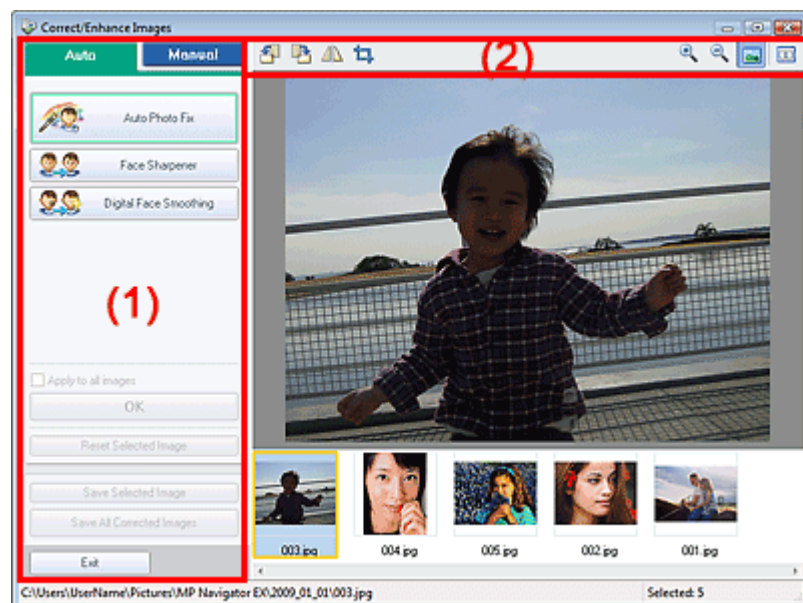 Correct/Enhance Images
Auto
Manual
(2)
Auto Photo Fix
Face Sharpener
Digital Face Smoothing
(1)
Apply to all images
OK
Reset Selected Image
Save Selected Image
Save All Corrected Images
Exit
003.jpg
004.jpg
005.jpg
002.jpg
001.jpg
C:\Users\UserName\Pictures\MP Navigator EX\2009_01_01\003.jpg
Selected: 5